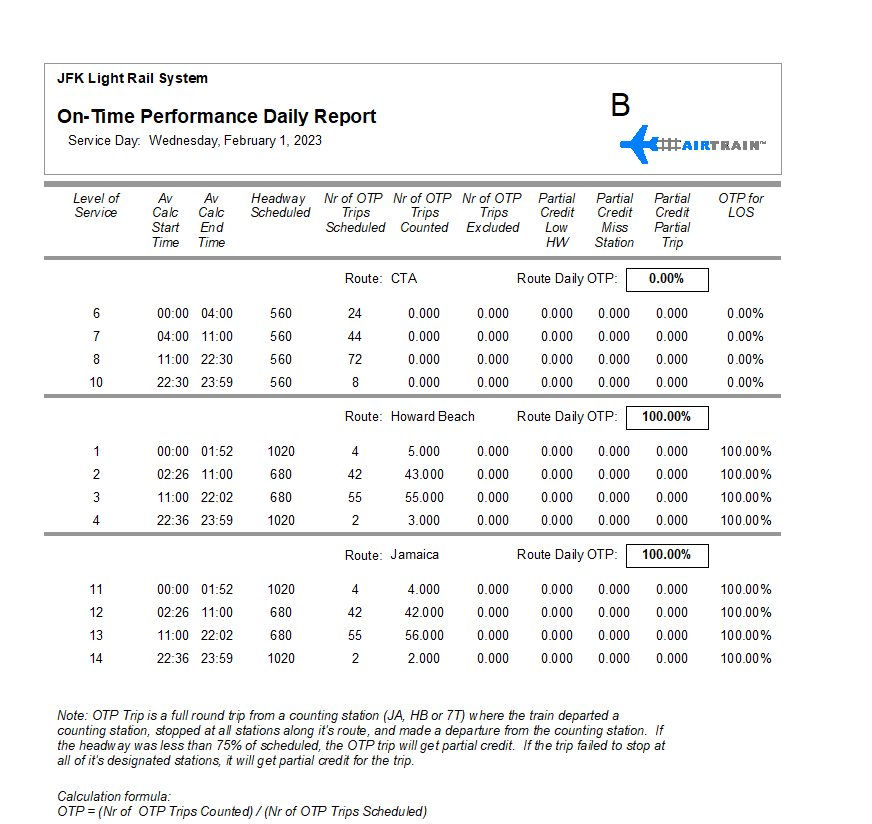 JFK Light Rail System
On-Time Performance Daily Report
B
Service Day: Wednesday, February 1, 2023
AIRTRAIN™
Level of Service Av Calc Start Time Av Calc End Time Headway Scheduled Nr of OTP Trips Scheduled Nr of OTP Trips Counted Nr of OTP Trips Excluded Partial Credit Low HW Partial Credit Miss Station Partial Credit Partial Trip OTP for LOS
Route: CTA Route Daily OTP: 0.00%
6 00:00 04:00 560 24 0.000 0.000 0.000 0.000 0.000 0.00%
7 04:00 11:00 560 44 0.000 0.000 0.000 0.000 0.000 0.00%
8 11:00 22:30 560 72 0.000 0.000 0.000 0.000 0.000 0.00%
10 22:30 23:59 560 8 0.000 0.000 0.000 0.000 0.000 0.00%
Route: Howard Beach Route Daily OTP: 100.00%
1 00:00 01:52 1020 4 5.000 0.000 0.000 0.000 0.000 100.00%
2 02:26 11:00 680 42 43.000 0.000 0.000 0.000 0.000 100.00%
3 11:00 22:02 680 55 55.000 0.000 0.000 0.000 0.000 100.00%
4 22:36 23:59 1020 2 3.000 0.000 0.000 0.000 0.000 100.00%
Route: Jamaica Route Daily OTP: 100.00%
11 00:00 01:52 1020 4 4.000 0.000 0.000 0.000 0.000 100.00%
12 02:26 11:00 680 42 42.000 0.000 0.000 0.000 0.000 100.00%
13 11:00 22:02 680 55 56.000 0.000 0.000 0.000 0.000 100.00%
14 22:36 23:59 1020 2 2.000 0.000 0.000 0.000 0.000 100.00%
Note: OTP Trip is a full round trip from a counting station (JA, HB or 7T) where the train departed a
counting station, stopped at all stations along it's route, and made a departure from the counting station. If
the headway was less than 75% of scheduled, the OTP trip will get partial credit. If the trip failed to stop at
all of it's designated stations, it will get partial credit for the trip.
Calculation formula:
OTP = (Nr of OTP Trips Counted) / (Nr of OTP Trips Scheduled)